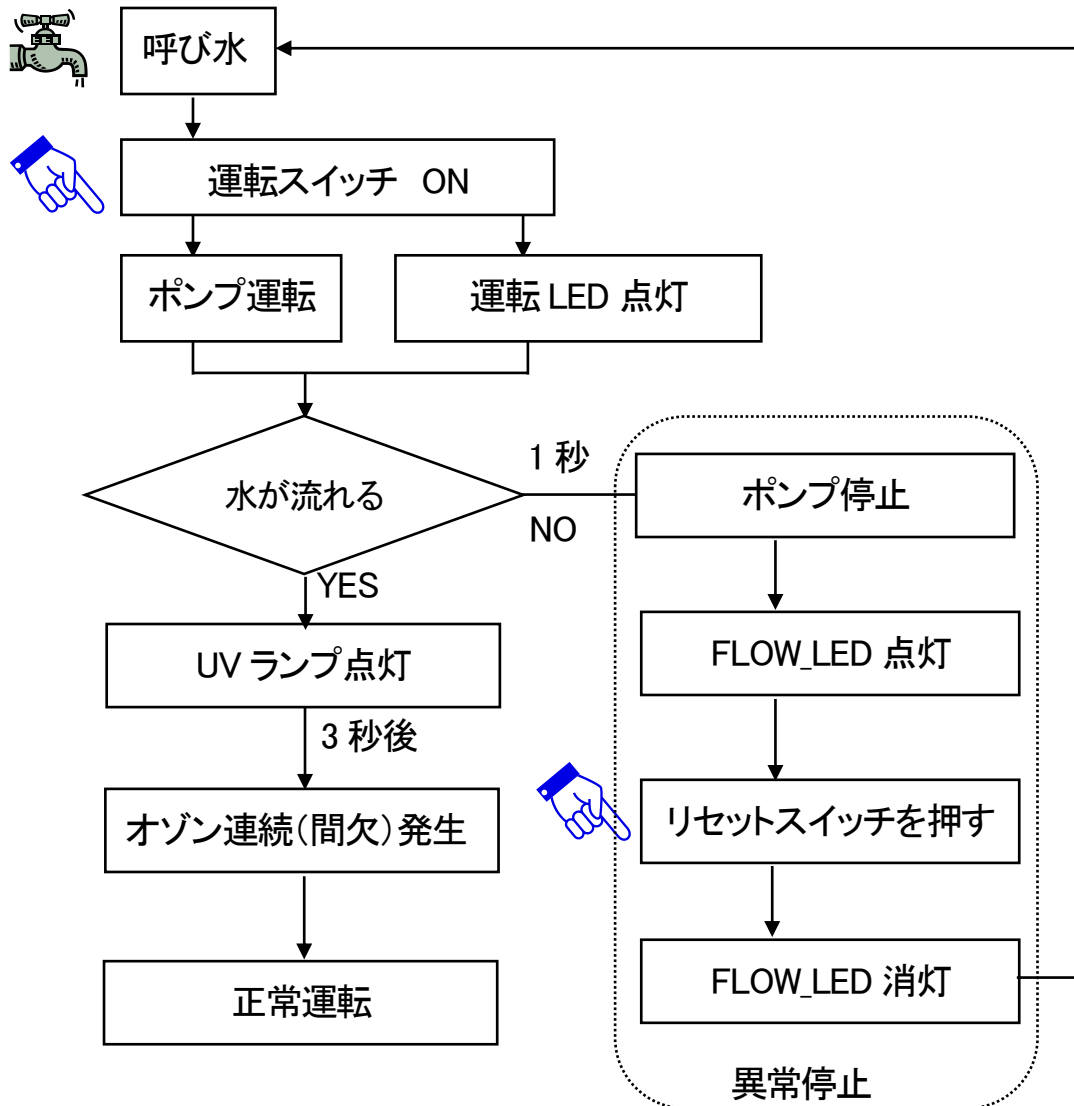 呼び水
運転スイッチ ON
ポンプ運転
運転 LED 点灯
水が流れる
1 秒
NO
YES
UV ランプ点灯
3 秒後
オゾン連続（間欠）発生
正常運転
ポンプ停止
FLOW_LED 点灯
リセットスイッチを押す
FLOW_LED 消灯
異常停止